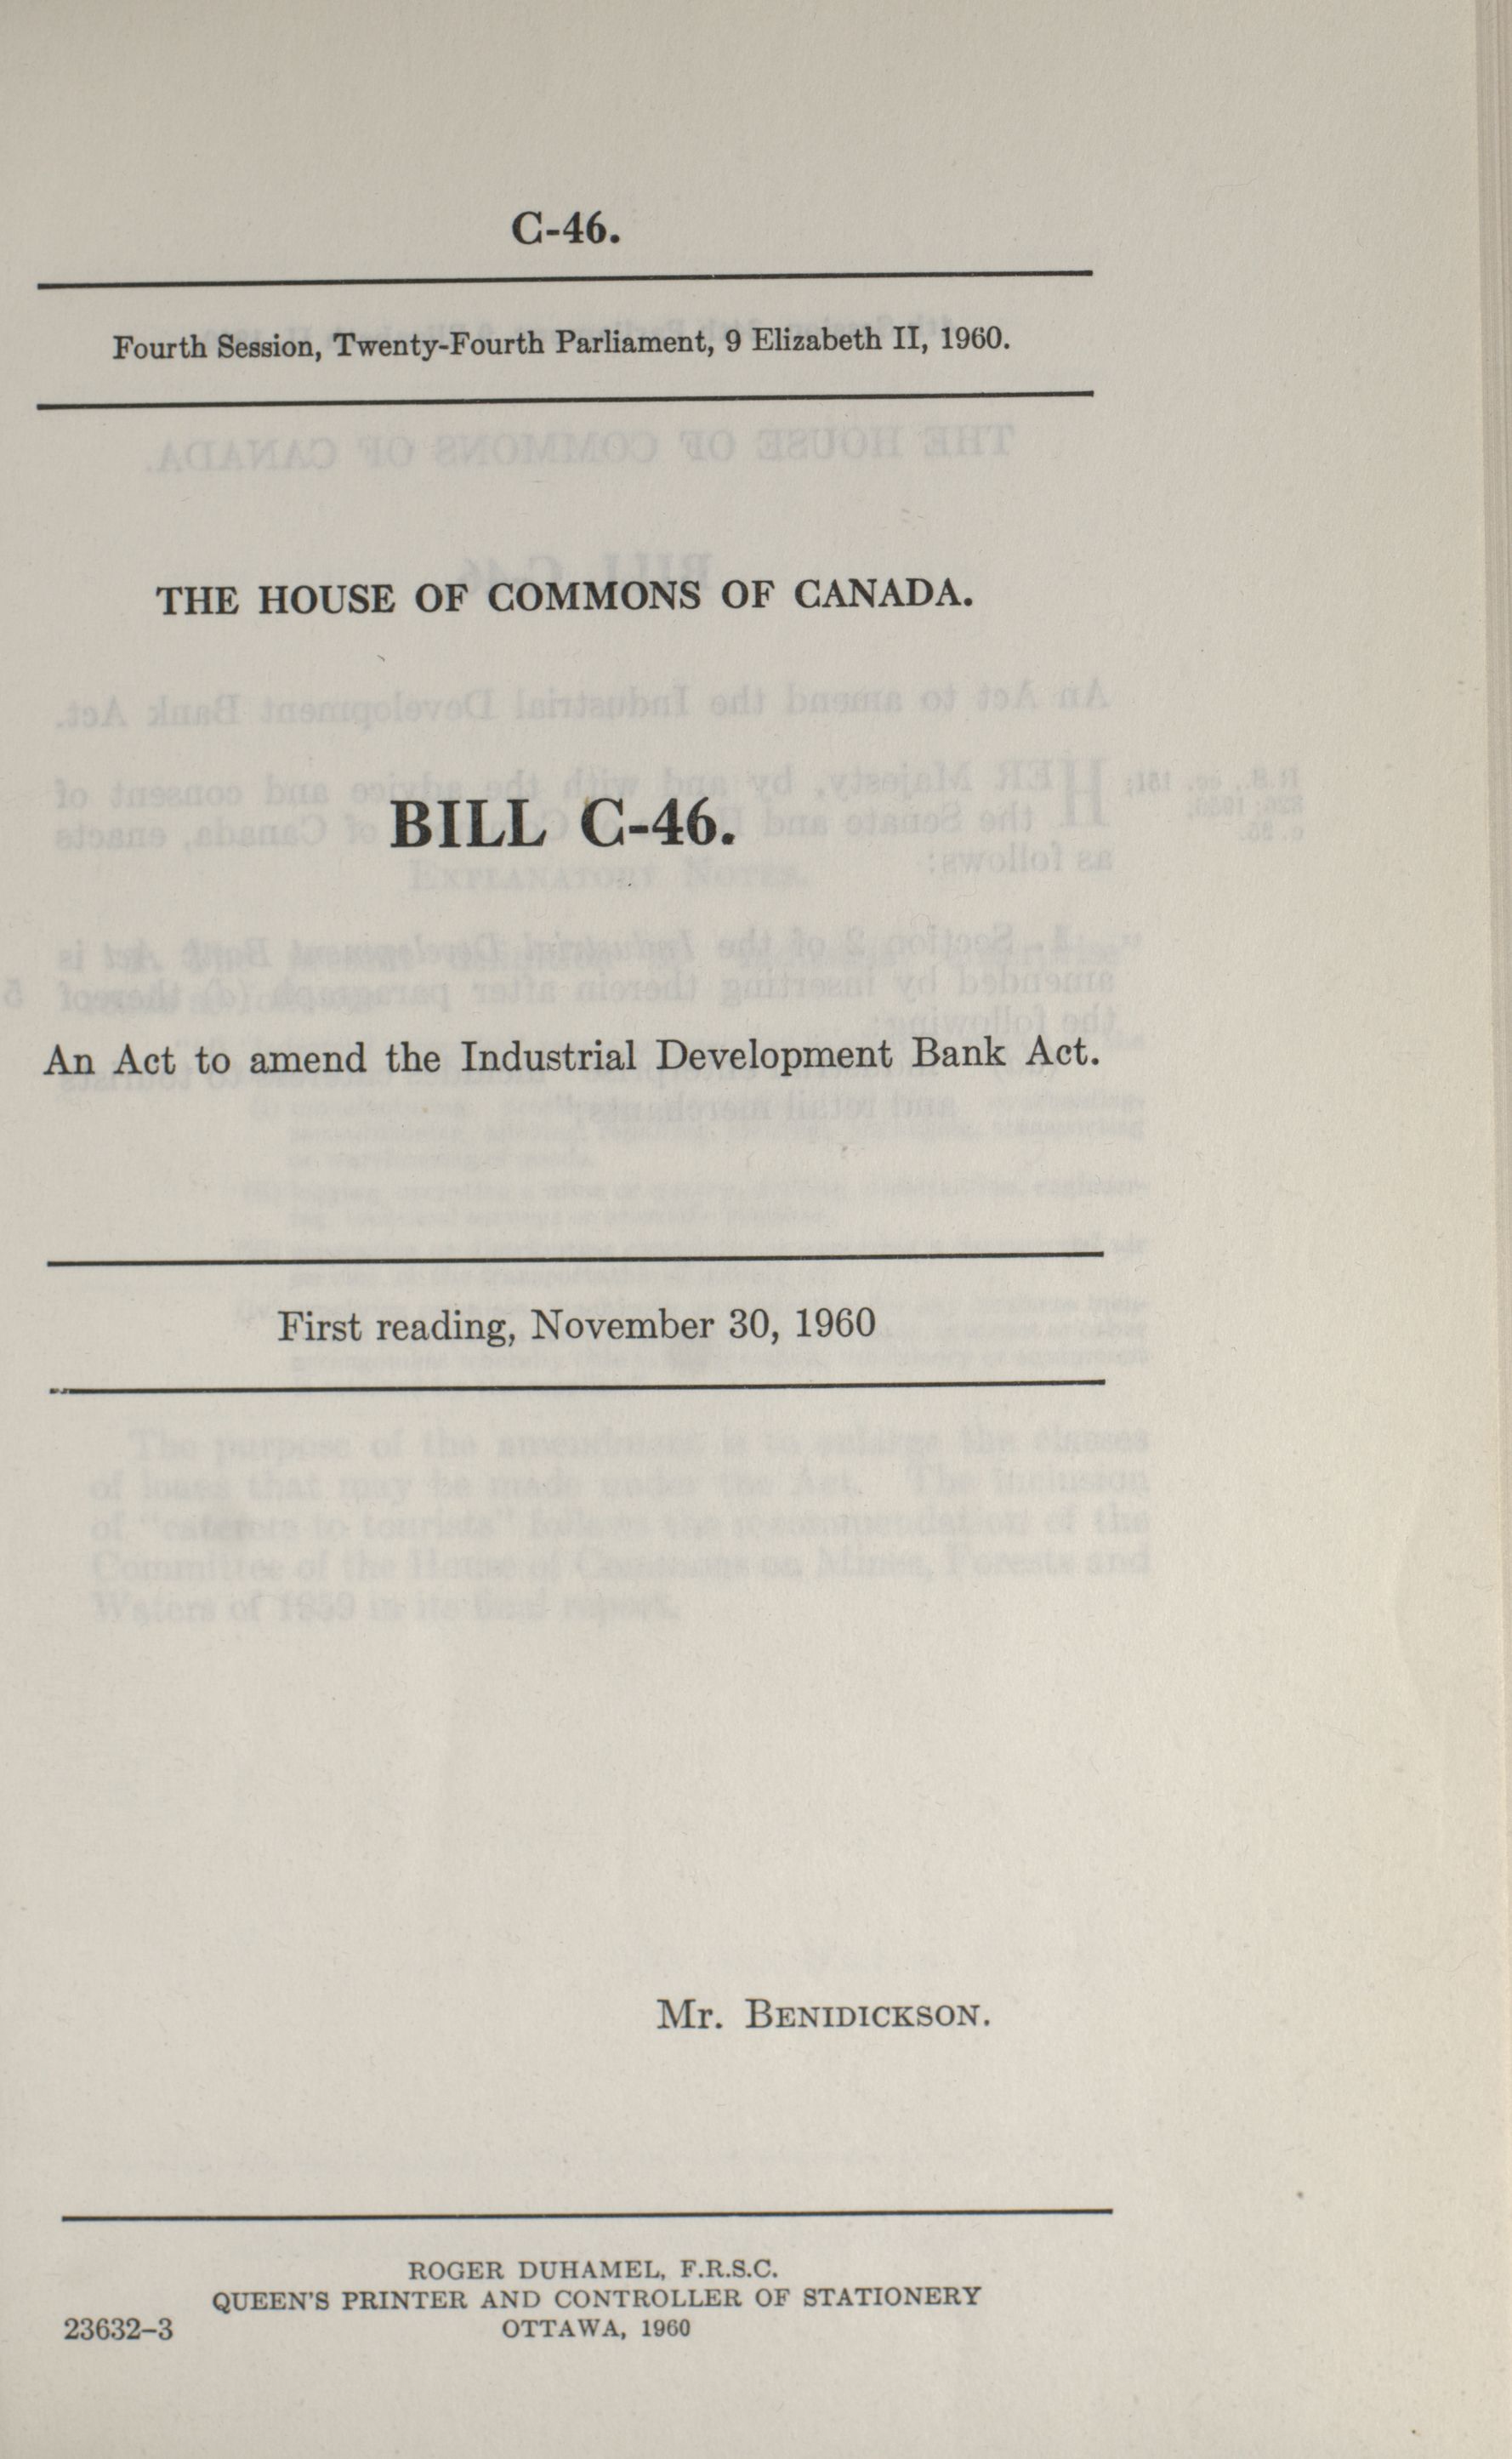 C-46.
Fourth Session, Twenty-Fourth Parliament, 9 Elizabeth II, 1960.
THE HOUSE OF COMMONS OF CANADA.
BILL C-46.
An Act to amend the Industrial Development Bank Act.
First reading, November 30, 1960
Mr. BENIDICKSON.
ROGER DUHAMEL, F.R.S.C.
QUEEN'S PRINTER AND CONTROLLER OF STATIONERY
OTTAWA, 1960
23632-3